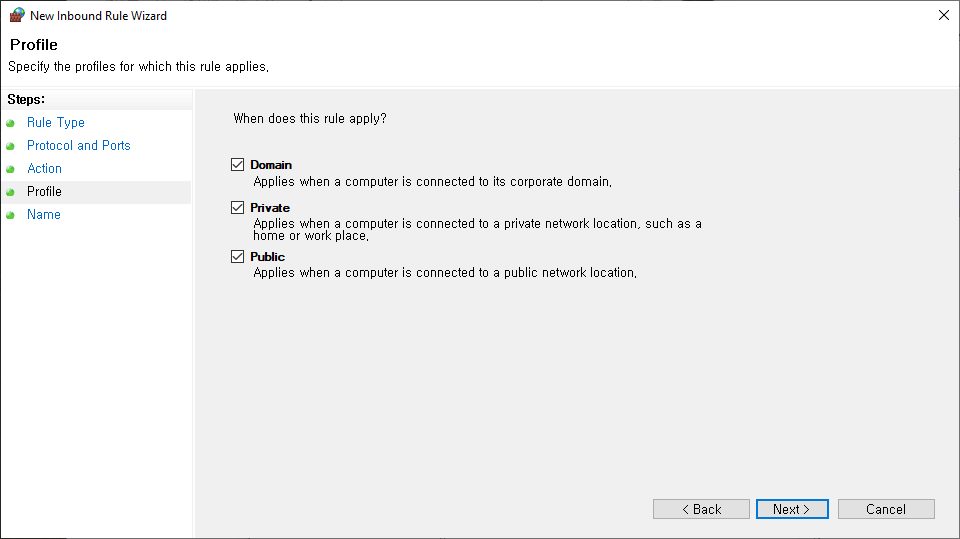 New Inbound Rule Wizard
Profile
Specify the profiles for which this rule applies.
Steps:
Rule Type
Protocol and Ports
Action
Profile
Name
When does this rule apply?
Domain
Applies when a computer is connected to its corporate domain.
Private
Applies when a computer is connected to a private network location, such as a
home or work place.
Public
Applies when a computer is connected to a public network location.
< Back
Next >
Cancel